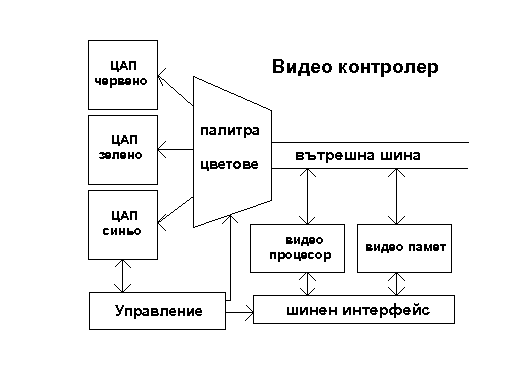 Видео контролер
ЦАП
червено
ЦАП
зелено
ЦАП
синьо
палитра
цветове
вътрешна шина
видео
процесор
видео памет
Управление
шинен интерфейс